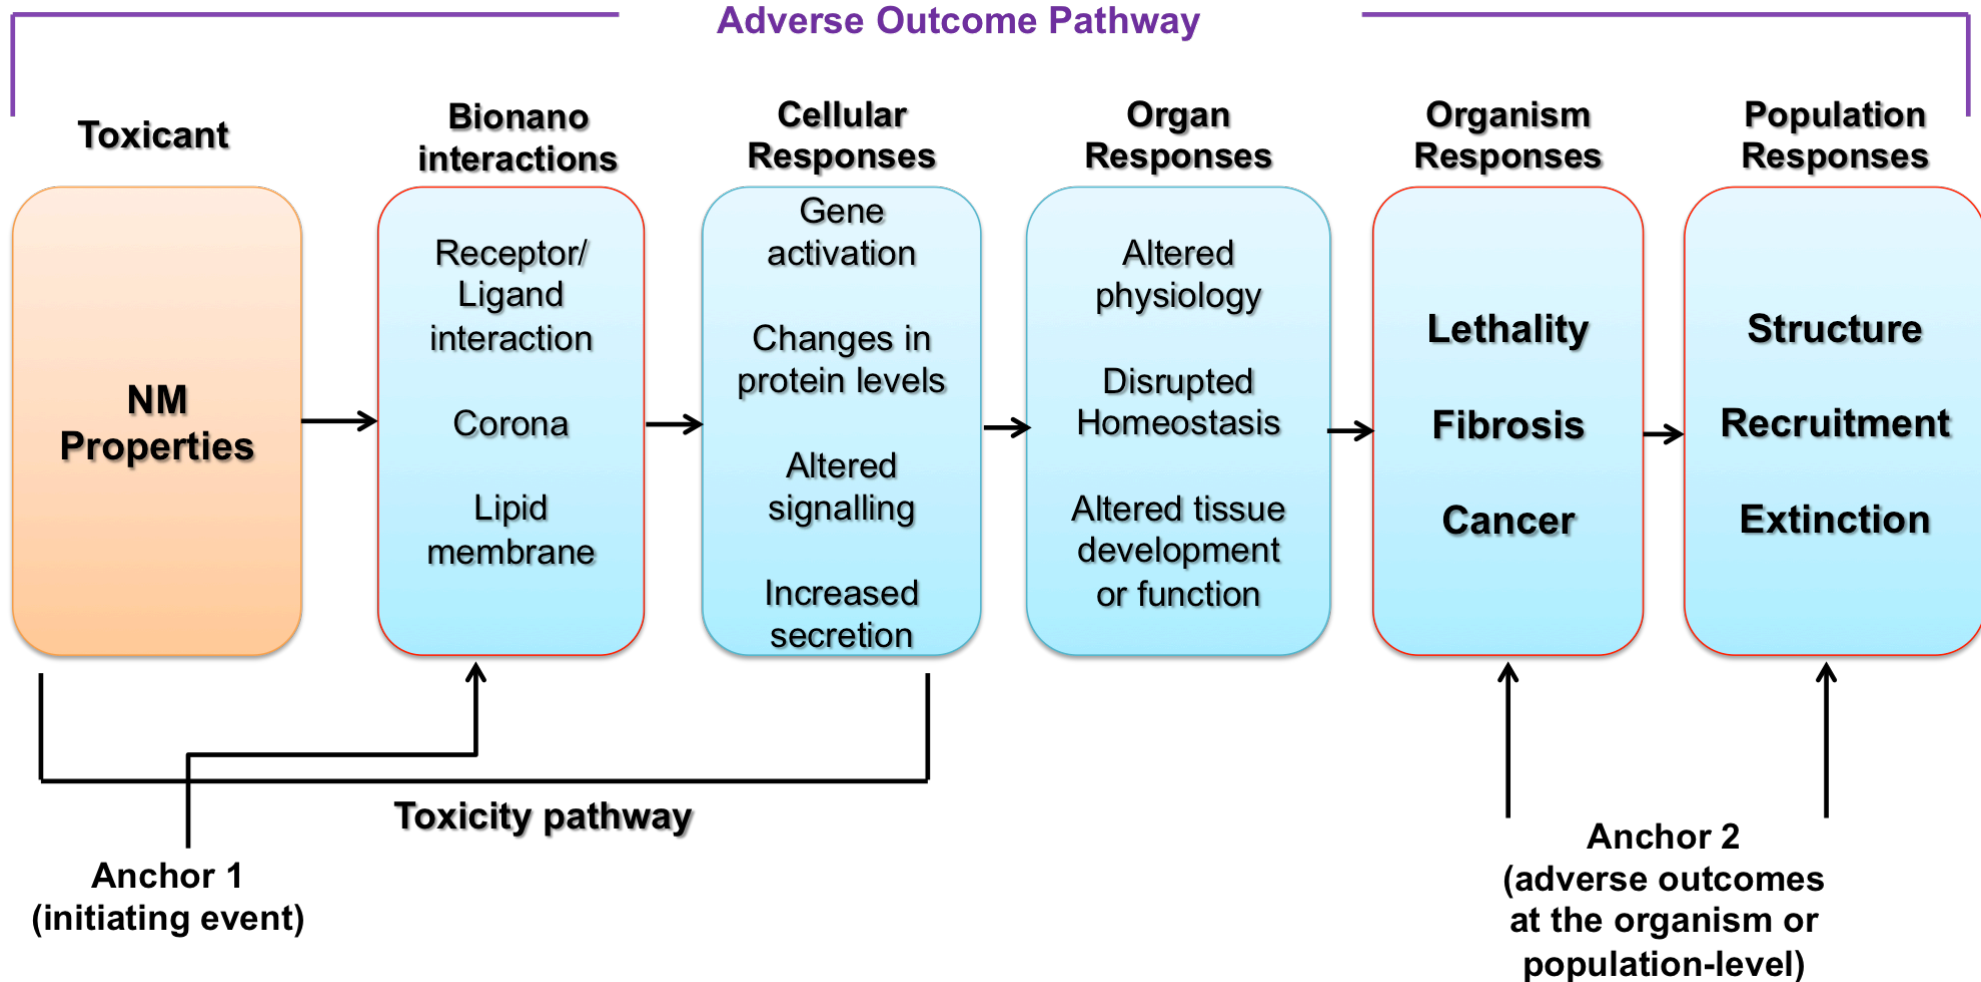 Adverse Outcome Pathway
Toxicant
Bionano
interactions
Cellular
Responses
Organ
Responses
Organism
Responses
Population
Responses
NM
Properties
Receptor/
Ligand
interaction
Corona
Lipid
membrane
Gene
activation
Changes in
protein levels
Altered
signalling
Increased
secretion
Altered
physiology
Disrupted
Homeostasis
Altered tissue
development
or function
Lethality
Fibrosis
Cancer
Structure
Recruitment
Extinction
Toxicity pathway
Anchor 1
(initiating event)
Anchor 2
(adverse outcomes
at the organism or
population-level)